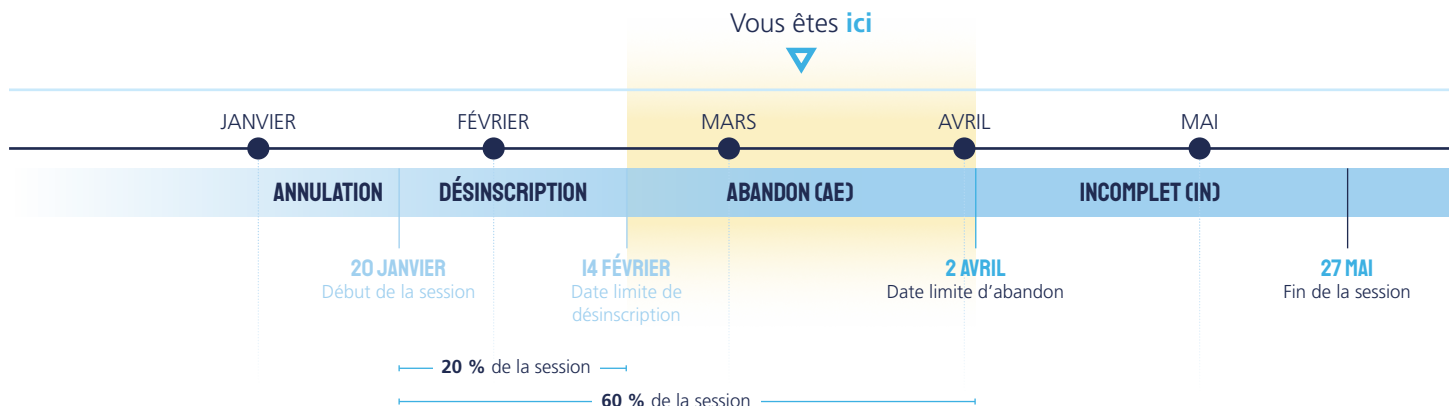 Vous êtes ici
JANVIER
FÉVRIER
MARS
AVRIL
MAI
ANNULATION
DÉSINSCRIPTION
ABANDON (AE)
INCOMPLET (IN)
20 JANVIER
Début de la session
14 FÉVRIER
Date limite de
désinscription
2 AVRIL
Date limite d’abandon
27 MAI
Fin de la session
20 % de la session
60 % de la session